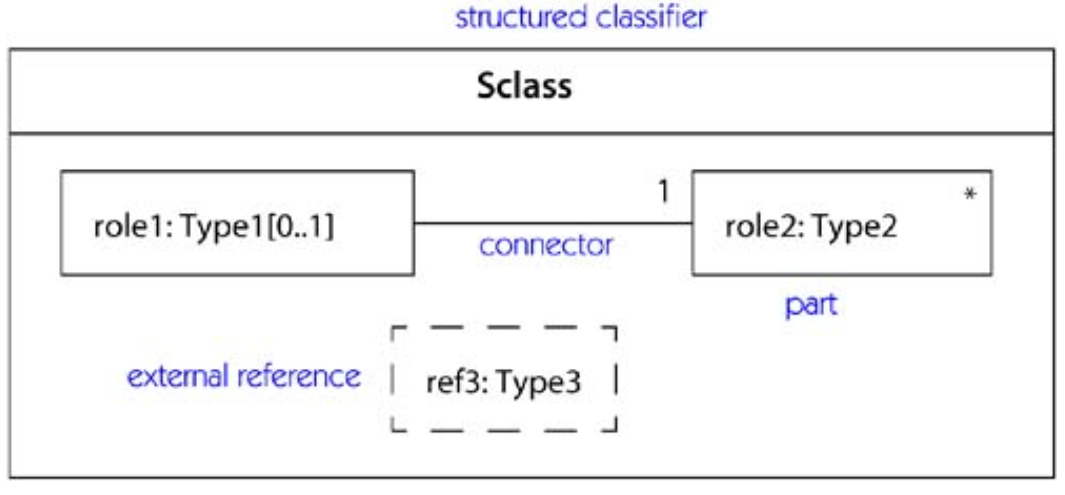 structured classifier
Sclass
1
*
role1: Type1[0..1]
role2: Type2
connector
part
external reference
ref3: Type3